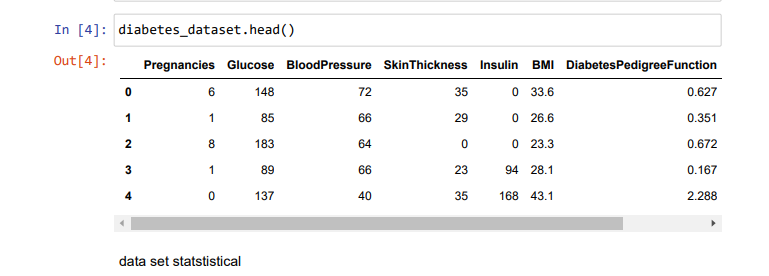 In [4]: diabetes_dataset.head()
Out[4]:
Pregnancies Glucose BloodPressure SkinThickness Insulin BMI DiabetesPedigreeFunction
0 6 148 72 35 0 33.6 0.627
1 1 85 66 29 0 26.6 0.351
2 8 183 64 0 0 23.3 0.672
3 1 89 66 23 94 28.1 0.167
4 0 137 40 35 168 43.1 2.288
data set statstistical